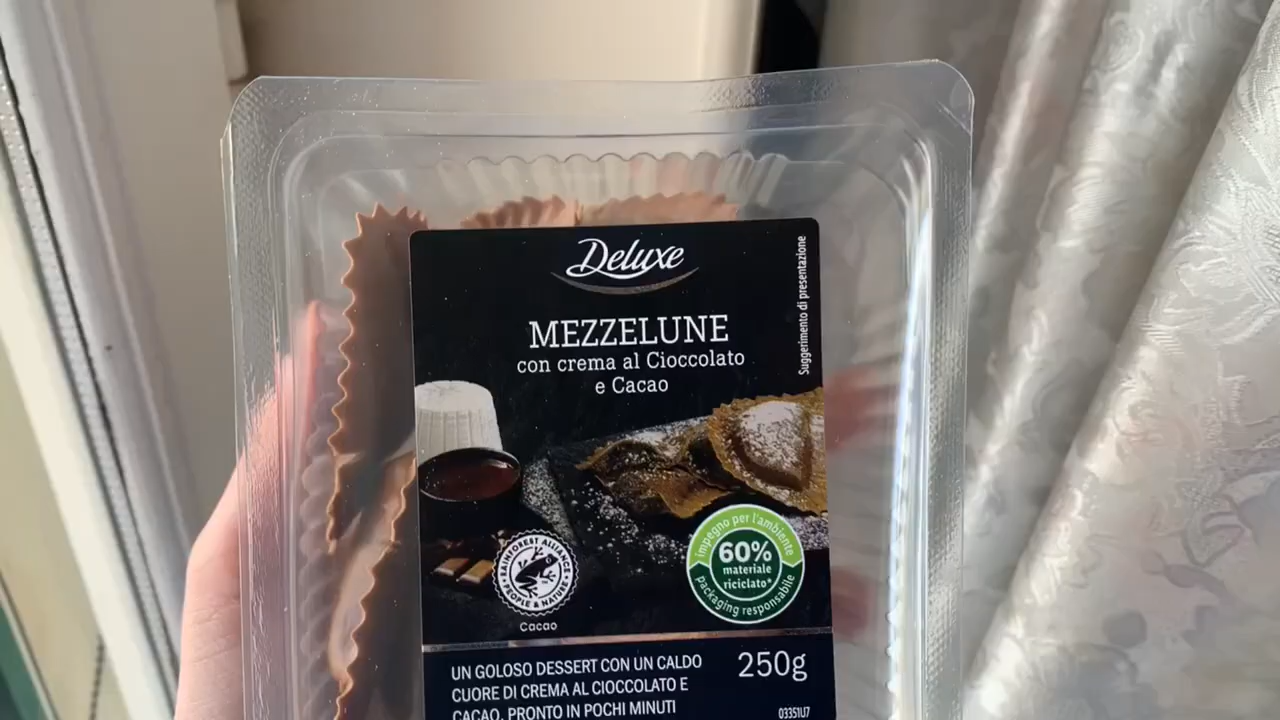 Deluxe
Suggerimento di presentazione
MEZZELUNE
con crema al Cioccolato
e Cacao
RAINFOREST ALLIANCE
PEOPLE & NATURE
Cacao
impegno per l'ambiente
60%
materiale
riciclato*
packaging responsabile
UN GOLOSO DESSERT CON UN CALDO
CUORE DI CREMA AL CIOCCOLATO E
CACAO, PRONTO IN POCHI MINUTI
250g
03351U7